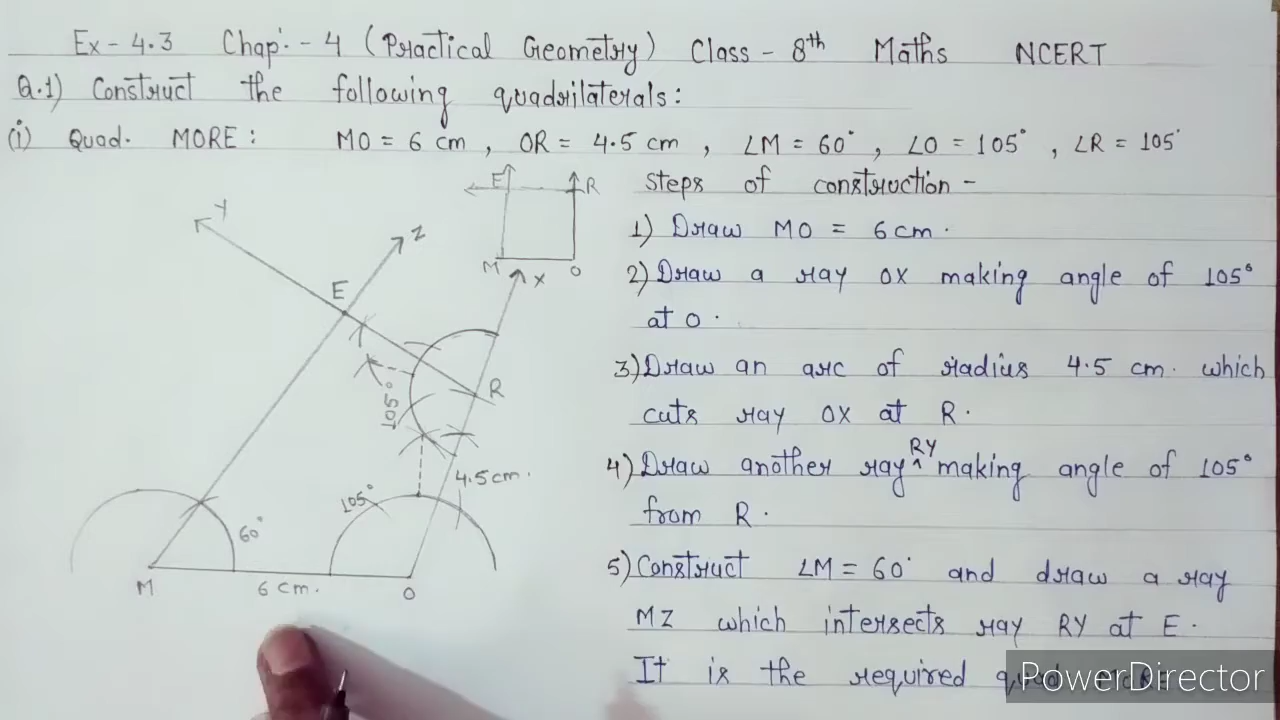 Ex - 4.3 Chap. - 4 (Practical Geometry) Class - 8th Maths NCERT
Q.1) Construct the following quadrilaterals:
(i) Quad. MORE: MO = 6 cm, OR = 4.5 cm, ∠M = 60°, ∠O = 105°, ∠R = 105°
E R
M O
Y Z X
E
R
105°
4.5 cm.
105°
60°
M 6 cm. O
Steps of construction -
1) Draw MO = 6 cm.
2) Draw a ray OX making angle of 105°
at O.
3) Draw an arc of radius 4.5 cm. which
cuts ray OX at R.
4) Draw another ray RY making angle of 105°
from R.
5) Construct ∠M = 60° and draw a ray
MZ which intersects ray RY at E.
It is the required quad. MORE
PowerDirector